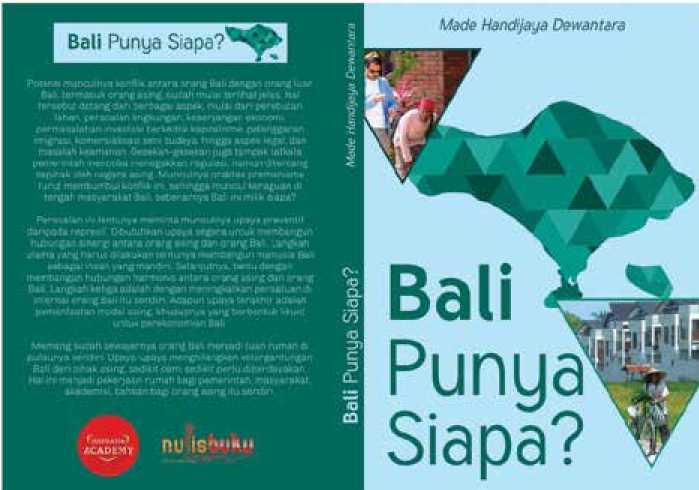 Bali Punya Siapa?
Potensi munculnya konflik antara orang Bali dengan orang luar
Bali, termasuk orang asing, sudah mulai terlihat jelas. Hal
tersebut datang dari berbagai aspek, mulai dari perebutan
lahan, persoalan lingkungan, kesenjangan ekonomi,
permasalahan investasi berkedok kapitalisme, pelanggaran
imigrasi, komersialisasi seni budaya, hingga aspek legal dan
masalah keamanan. Gesekan-gesekan juga tampak tatkala
pemerintah mencoba menegakkan regulasi, namun ditentang
sepihak oleh negara asing. Munculnya praktek premanisme
turut membumbui konflik ini, sehingga muncul keraguan di
tengah masyarakat Bali, sebenarnya Bali ini milik siapa?
Persoalan ini tentunya meminta munculnya upaya preventif
daripada represif. Dibutuhkan upaya segera untuk membangun
hubungan sinergi antara orang asing dan orang Bali. Langkah
utama yang harus dilakukan tentunya membangun manusia Bali
sebagai insan yang mandiri. Selanjutnya, tentu dengan
membangun hubungan harmonis antara orang asing dan orang
Bali. Langkah ketiga adalah dengan meningkatkan persatuan di
internal orang Bali itu sendiri. Adapun upaya terakhir adalah
pemanfaatan modal asing, khususnya yang berbentuk
untuk perekonomian Bali
Memang sudah sewajarnya orang Bali menjadi tuan rumah di
pulaunya sendiri. Upaya-upaya menghilangkan ketergantungan
Bali dari pihak asing, sedikit demi sedikit perlu diberdayakan.
Hal ini menjadi pekerjaan rumah bagi pemerintah, masyarakat,
akademisi, bahkan bagi orang asing itu sendiri.
ACADEMY
nulisbuku
Made Handijaya Dewantara
Bali Punya Siapa?
Made Handijaya Dewantara
Bali
Punya
Siapa?